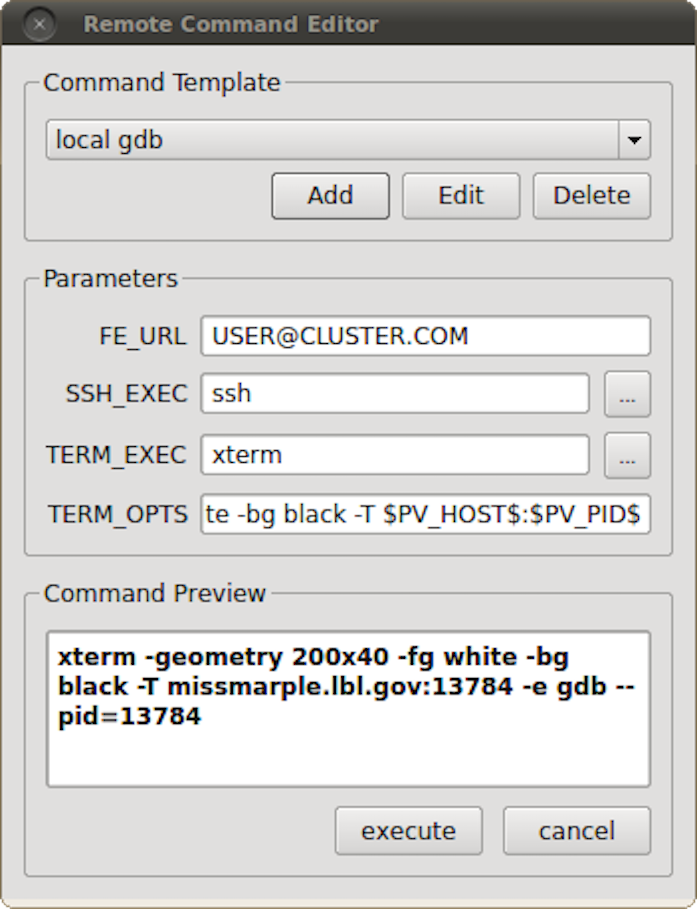 Remote Command Editor
Command Template
local gdb
Add Edit Delete
Parameters
FE_URL USER@CLUSTER.COM
SSH_EXEC ssh ...
TERM_EXEC xterm ...
TERM_OPTS te -bg black -T $PV_HOST$:$PV_PID$
Command Preview
xterm -geometry 200x40 -fg white -bg
black -T missmarple.lbl.gov:13784 -e gdb --
pid=13784
execute cancel